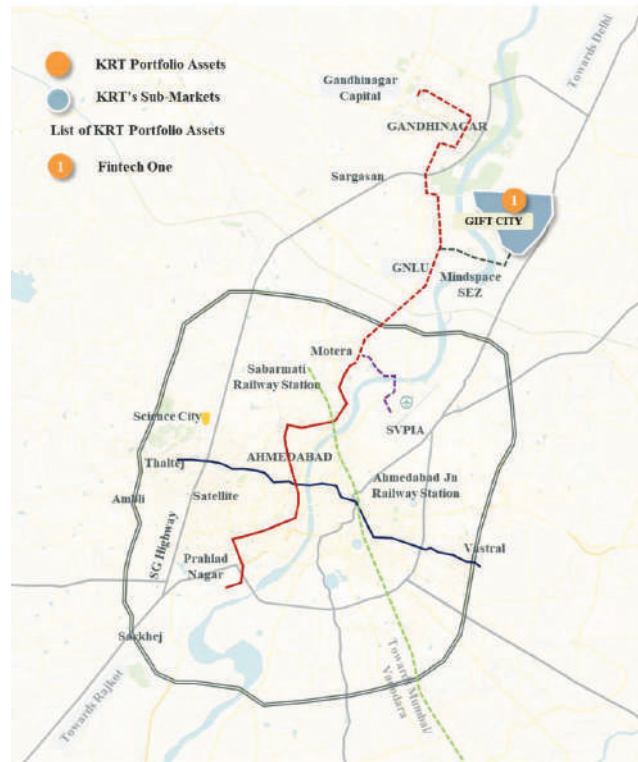 KRT Portfolio Assets
KRT's Sub-Markets
List of KRT Portfolio Assets
1
Fintech One
Towards Delhi
Gandhinagar
Capital
GANDHINAGAR
Sargasan
1
GIFT CITY
GNLU
Mindspace
SEZ
Motera
Sabarmati
Railway Station
Science City
SVPIA
Thaltej
AHMEDABAD
Ahmedabad Jn
Railway Station
Ambli
Satellite
SG Highway
Vastral
Prahlad
Nagar
Sarkhej
Towards Rajkot
Towards Mumbai/
Vadodara